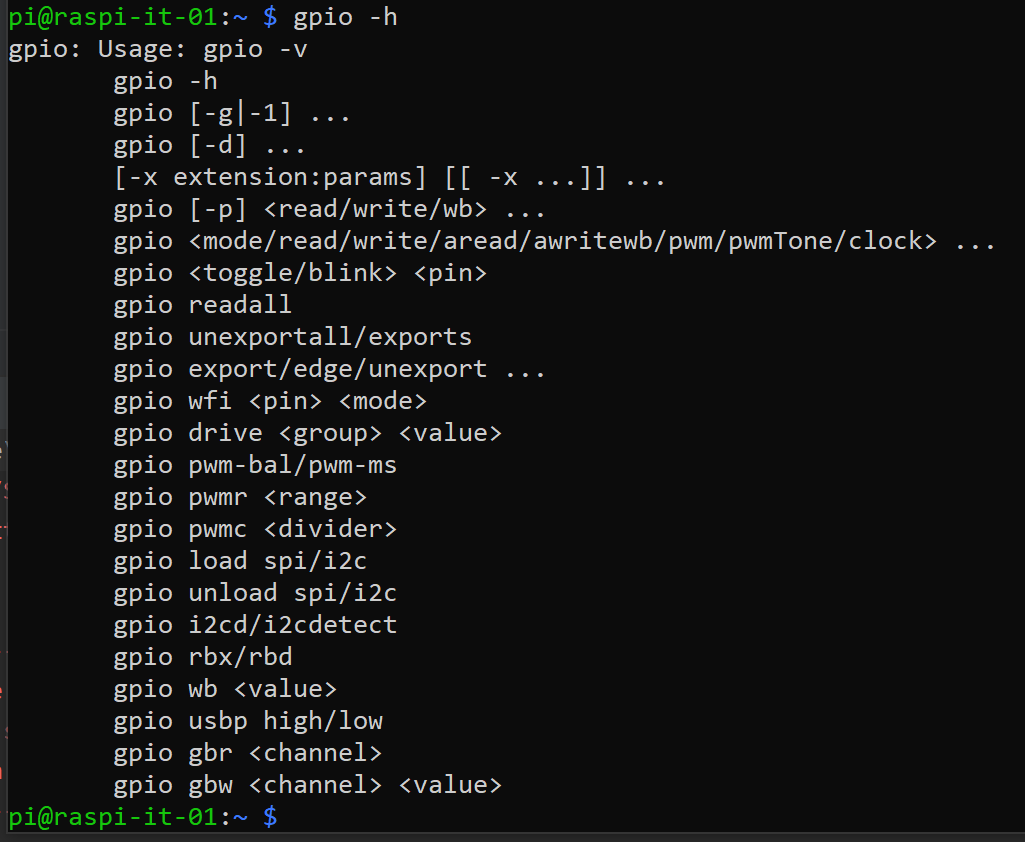 pi@raspi-it-01:~ $ gpio -h
gpio: Usage: gpio -v
       gpio -h
       gpio [-g|-1] ...
       gpio [-d] ...
       [-x extension:params] [[ -x ...]] ...
       gpio [-p] <read/write/wb> ...
       gpio <mode/read/write/aread/awritewb/pwm/pwmTone/clock> ...
       gpio <toggle/blink> <pin>
       gpio readall
       gpio unexportall/exports
       gpio export/edge/unexport ...
       gpio wfi <pin> <mode>
       gpio drive <group> <value>
       gpio pwm-bal/pwm-ms
       gpio pwmr <range>
       gpio pwmc <divider>
       gpio load spi/i2c
       gpio unload spi/i2c
       gpio i2cd/i2cdetect
       gpio rbx/rbd
       gpio wb <value>
       gpio usbp high/low
       gpio gbr <channel>
       gpio gbw <channel> <value>
pi@raspi-it-01:~ $